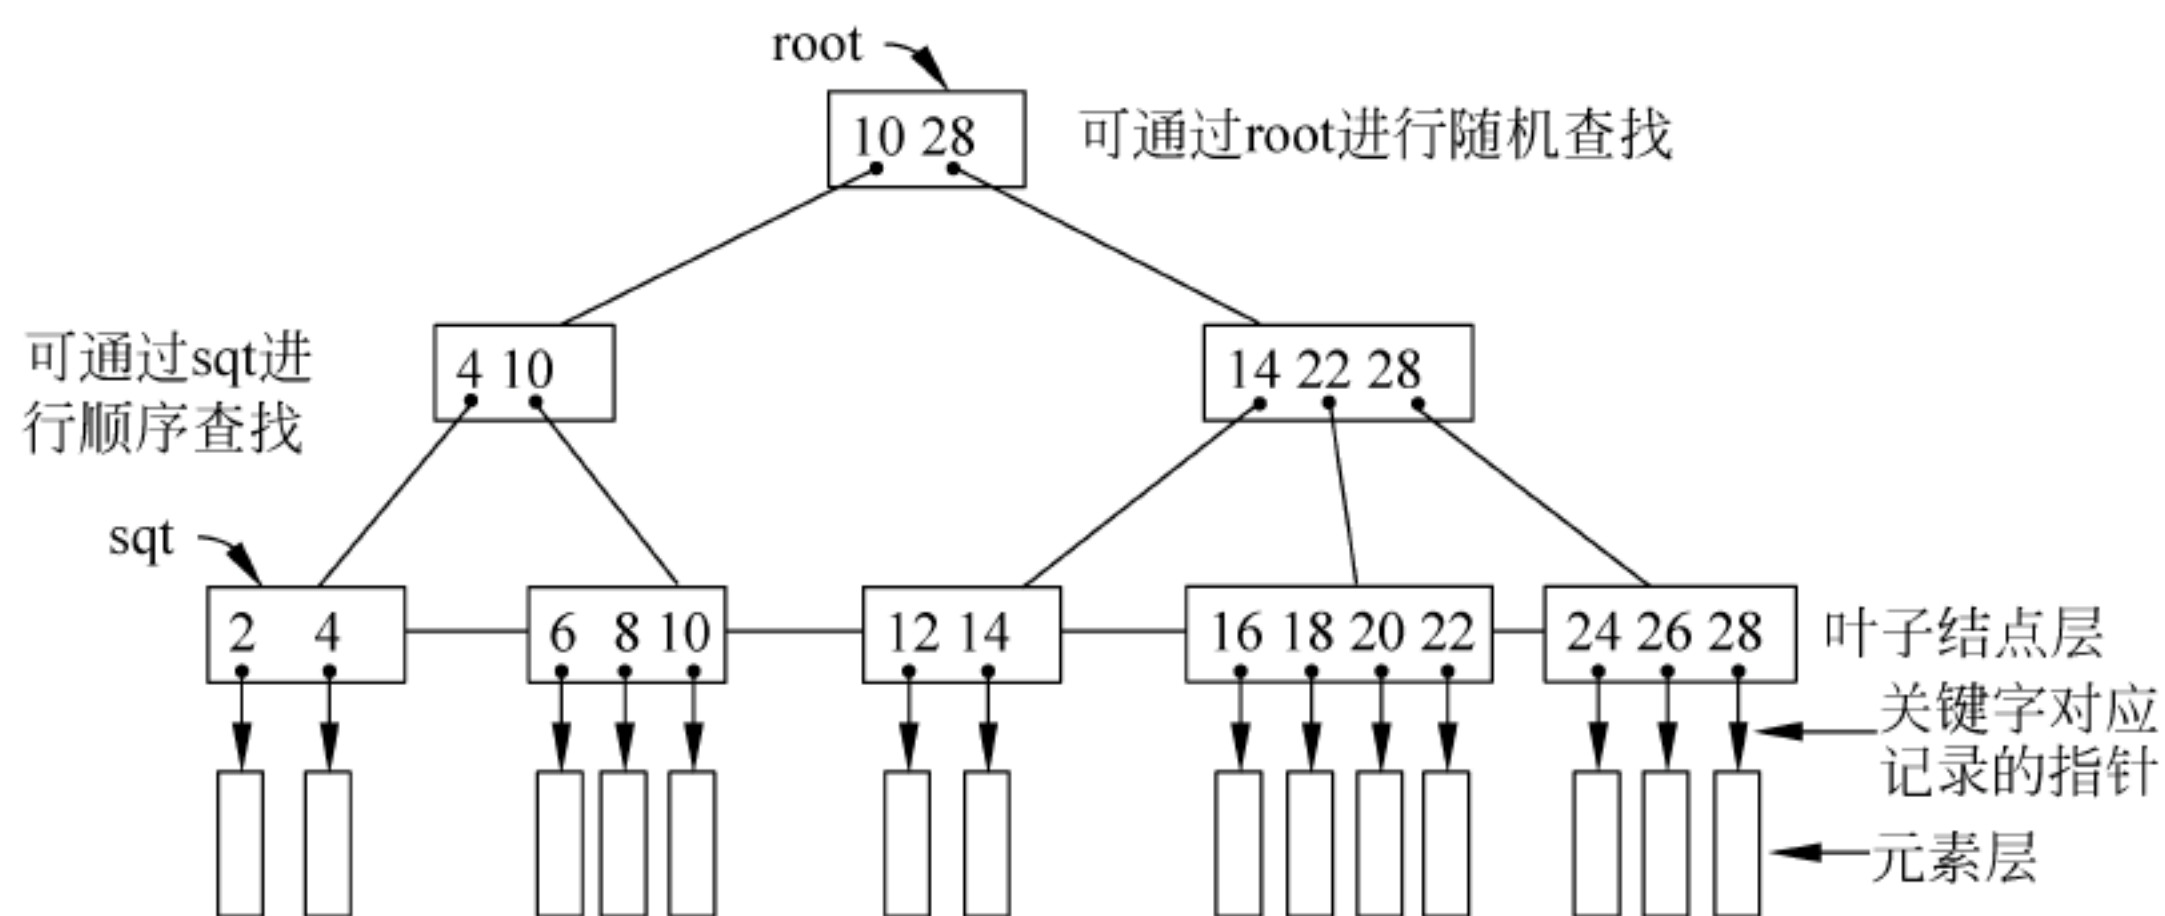 root
10 28
可通过root进行随机查找
可通过sqt进
行顺序查找
4 10
14 22 28
sqt
2 4
6 8 10
12 14
16 18 20 22
24 26 28
叶子结点层
关键字对应
记录的指针
元素层